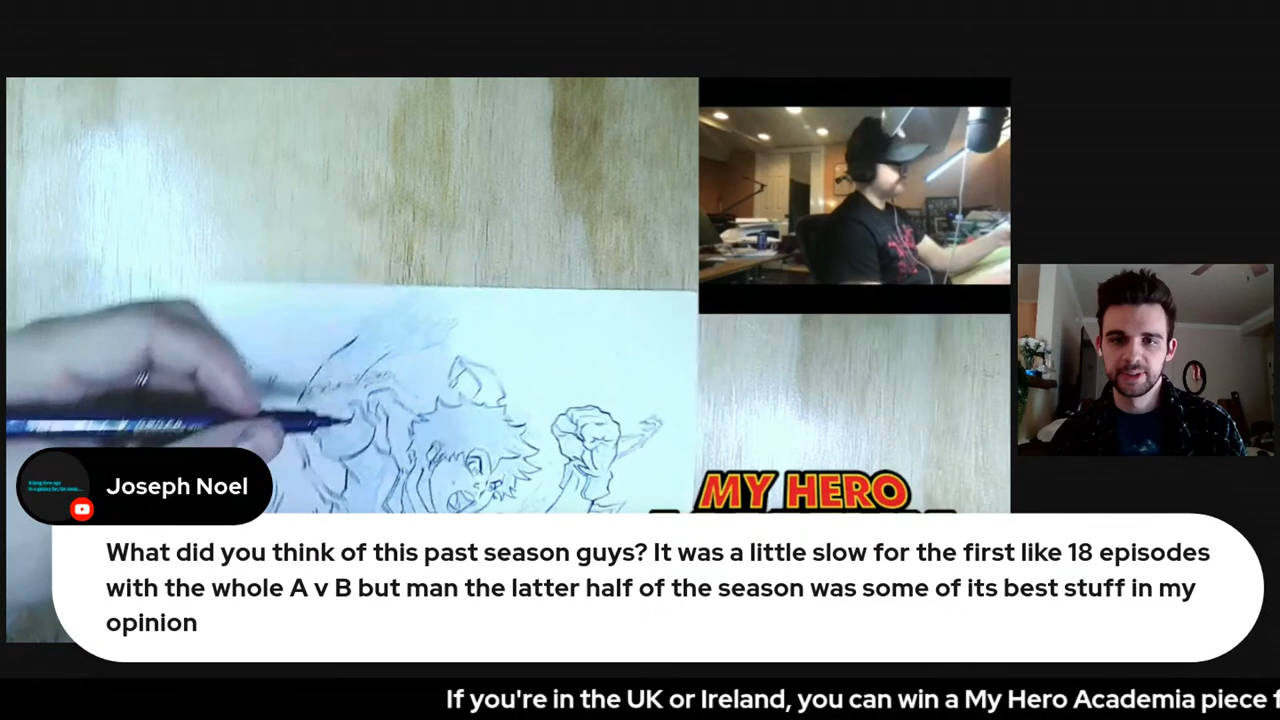 MY HERO
Joseph Noel
What did you think of this past season guys? It was a little slow for the first like 18 episodes
with the whole A v B but man the latter half of the season was some of its best stuff in my
opinion
If you're in the UK or Ireland, you can win a My Hero Academia piece